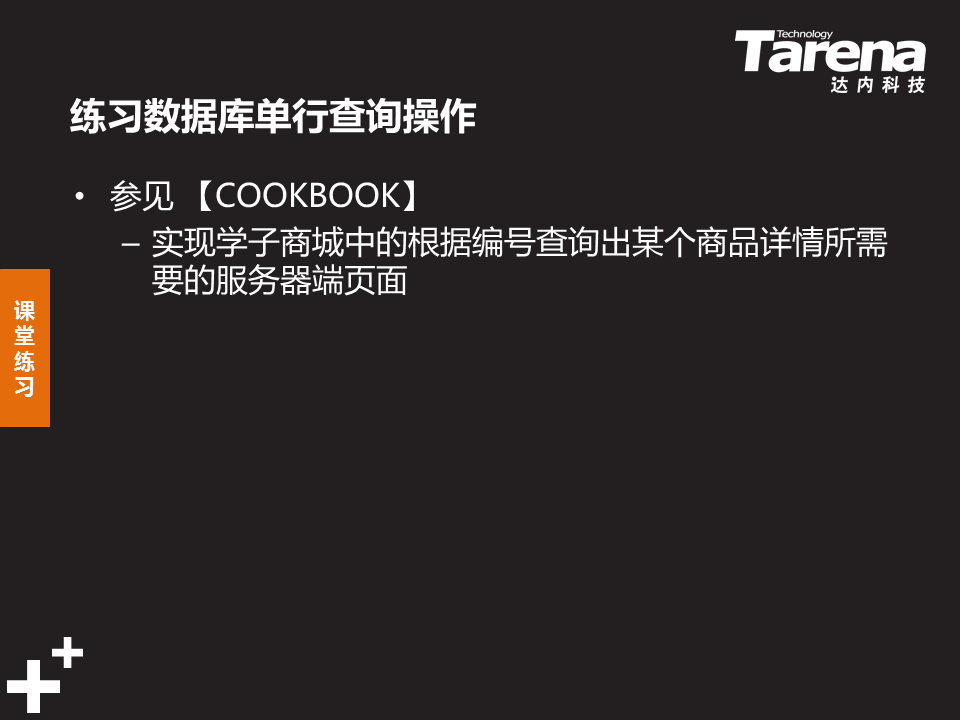 Technology
Tarena
达内科技
练习数据库单行查询操作
• 参见 【COOKBOOK】
– 实现学子商城中的根据编号查询出某个商品详情所需
要的服务器端页面
课
堂
练
习